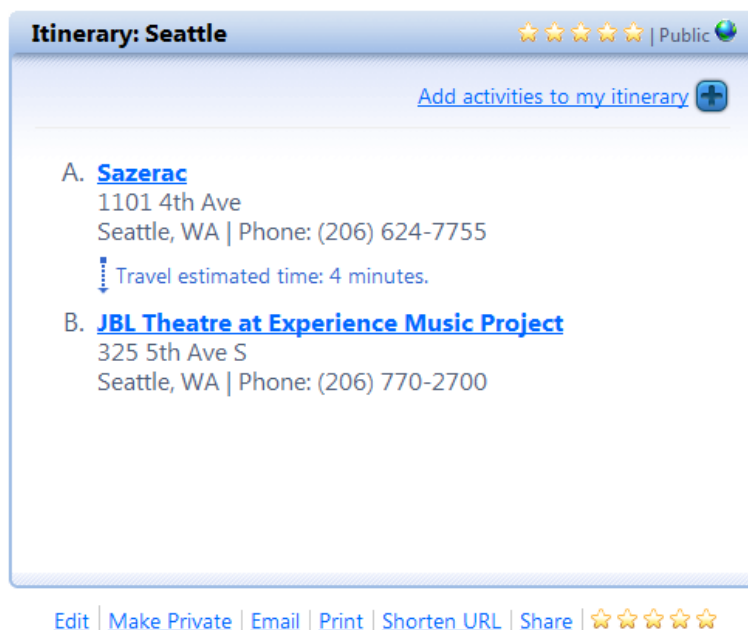 Itinerary: Seattle | Public
Add activities to my itinerary
A. Sazerac
1101 4th Ave
Seattle, WA | Phone: (206) 624-7755
Travel estimated time: 4 minutes.
B. JBL Theatre at Experience Music Project
325 5th Ave S
Seattle, WA | Phone: (206) 770-2700
Edit | Make Private | Email | Print | Shorten URL | Share |